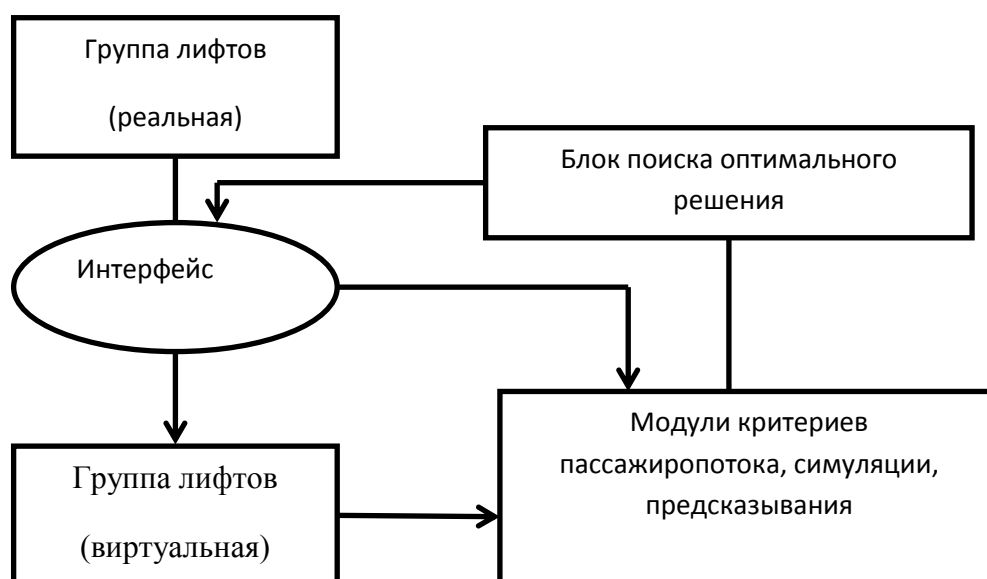 Группа лифтов
(реальная)
Блок поиска оптимального
решения
Интерфейс
Группа лифтов
(виртуальная)
Модули критериев
пассажиропотока, симуляции,
предсказывания